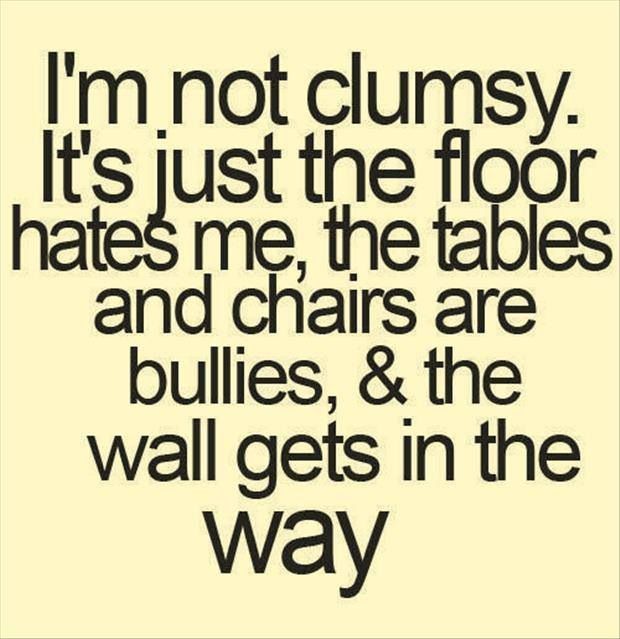 I'm not clumsy.
It's just the floor
hates me, the tables
and chairs are
bullies, & the
wall gets in the
way